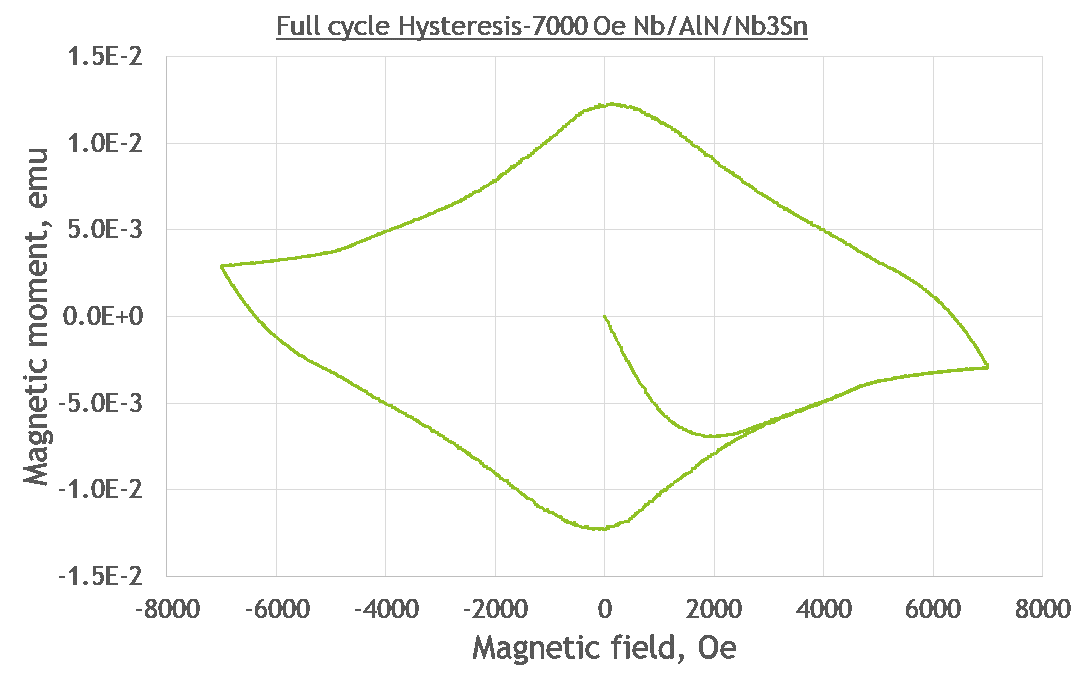 Full cycle Hysteresis-7000 Oe Nb/AlN/Nb3Sn
1.5E-2
1.0E-2
5.0E-3
0.0E+0
-5.0E-3
-1.0E-2
-1.5E-2
Magnetic moment, emu
-8000 -6000 -4000 -2000 0 2000 4000 6000 8000
Magnetic field, Oe